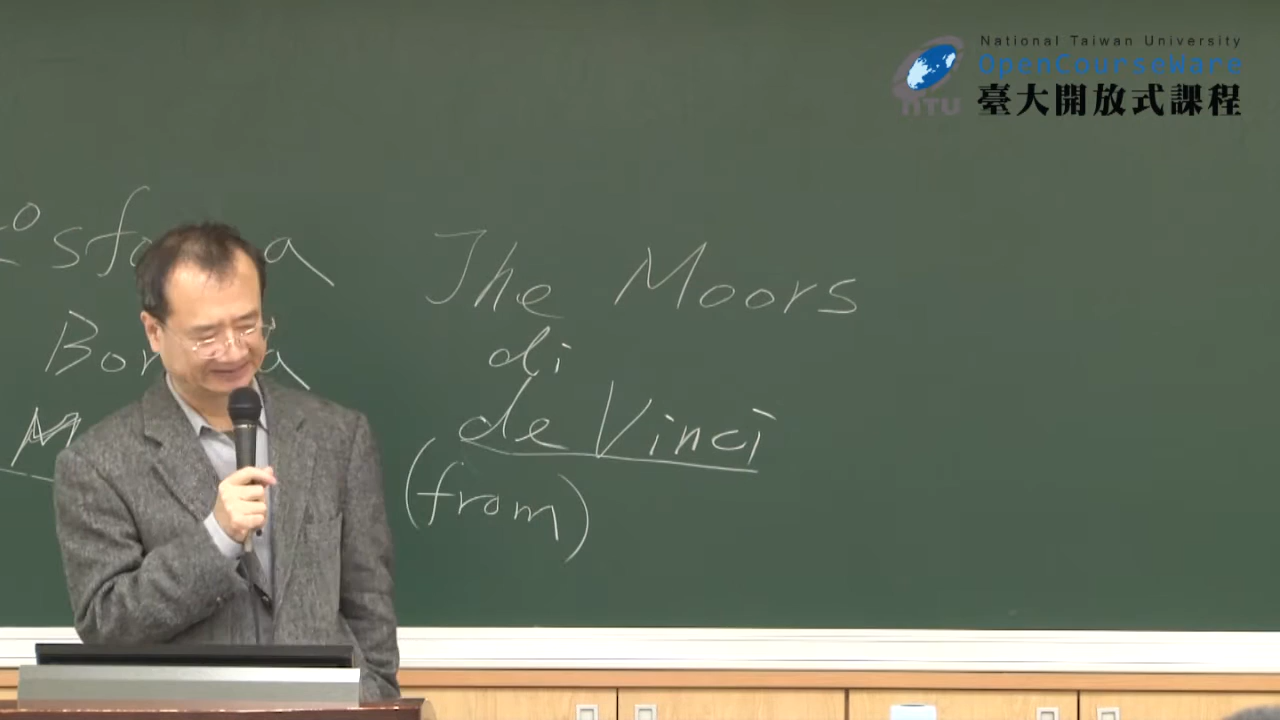 National Taiwan University
OpenCourseWare
臺大開放式課程
NTU
The Moors
di
de Vinci
(from)